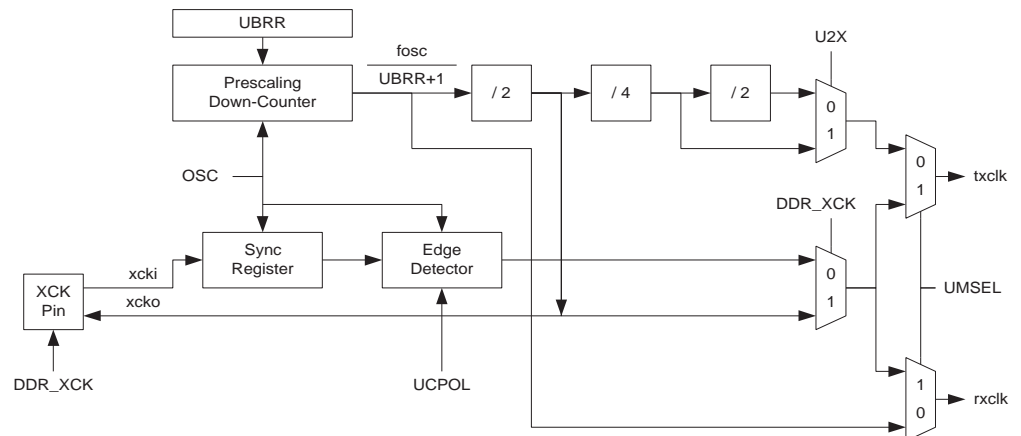 UBRR
fosc
U2X
Prescaling
Down-Counter
UBRR+1
/ 2
/ 4
/ 2
0
1
OSC
0
1
txclk
DDR_XCK
Sync
Register
Edge
Detector
xcki
XCK
Pin
xcko
0
1
UMSEL
DDR_XCK
UCPOL
1
0
rxclk